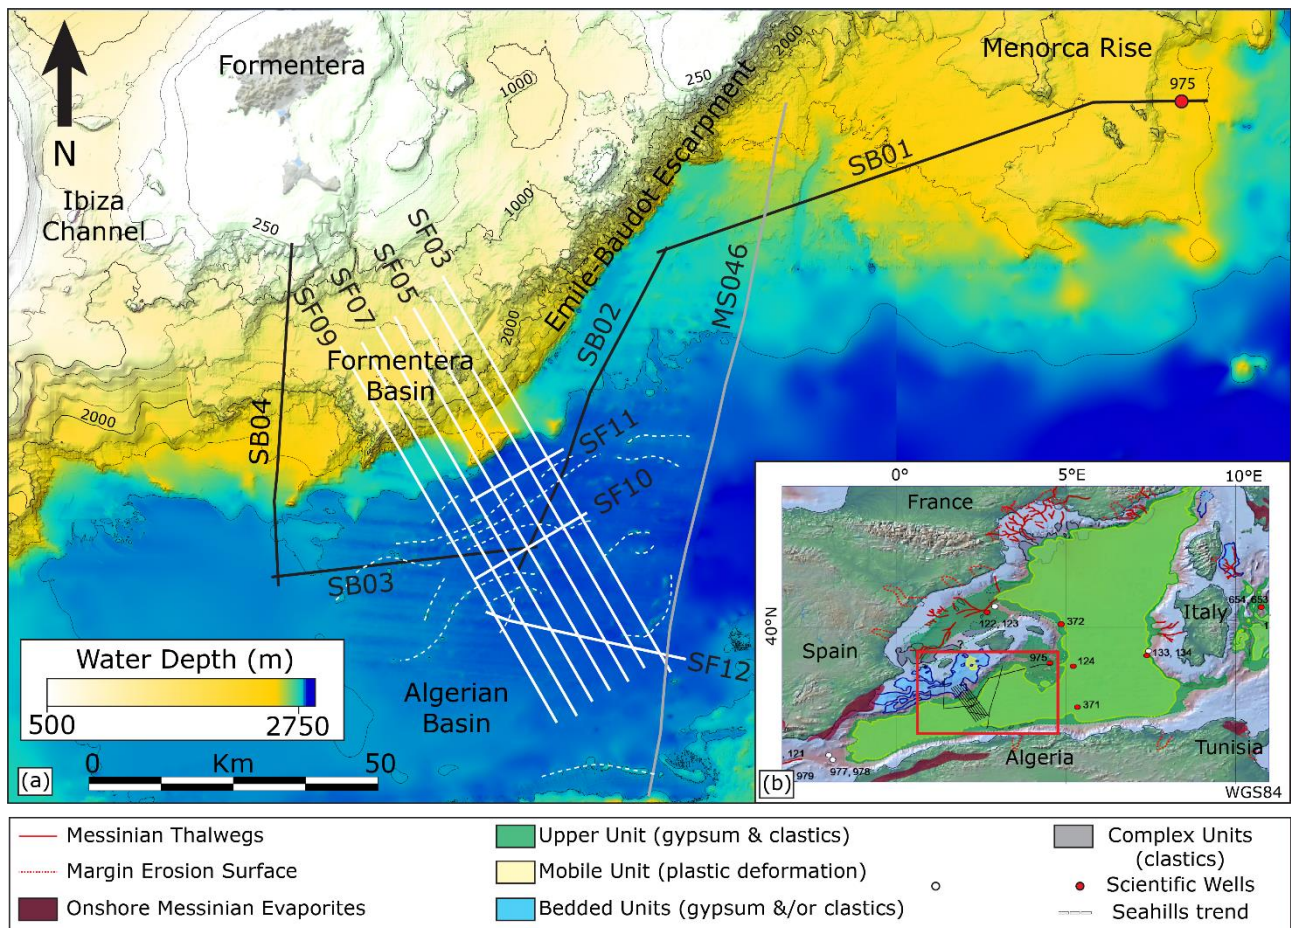 Formentera
Menorca Rise
975
2000
250
1000
N
Ibiza
Channel
250
1000
Emile-Baudot Escarpment
SB01
SF03
SF05
SF07
SF09
MS046
SB02
2000
Formentera
Basin
2000
SB04
SF11
SF10
SB03
SF12
Algerian
Basin
Water Depth (m)
500
2750
0
Km
50
(a)
0°
5°E
10°E
France
40°N
Spain
Italy
654, 653
122, 123
372
133, 134
975
124
371
121
979
977, 978
Algeria
Tunisia
(b)
WGS84
Messinian Thalwegs
Margin Erosion Surface
Onshore Messinian Evaporites
Upper Unit (gypsum & clastics)
Mobile Unit (plastic deformation)
Bedded Units (gypsum &/or clastics)
Complex Units
(clastics)
Scientific Wells
Seahills trend